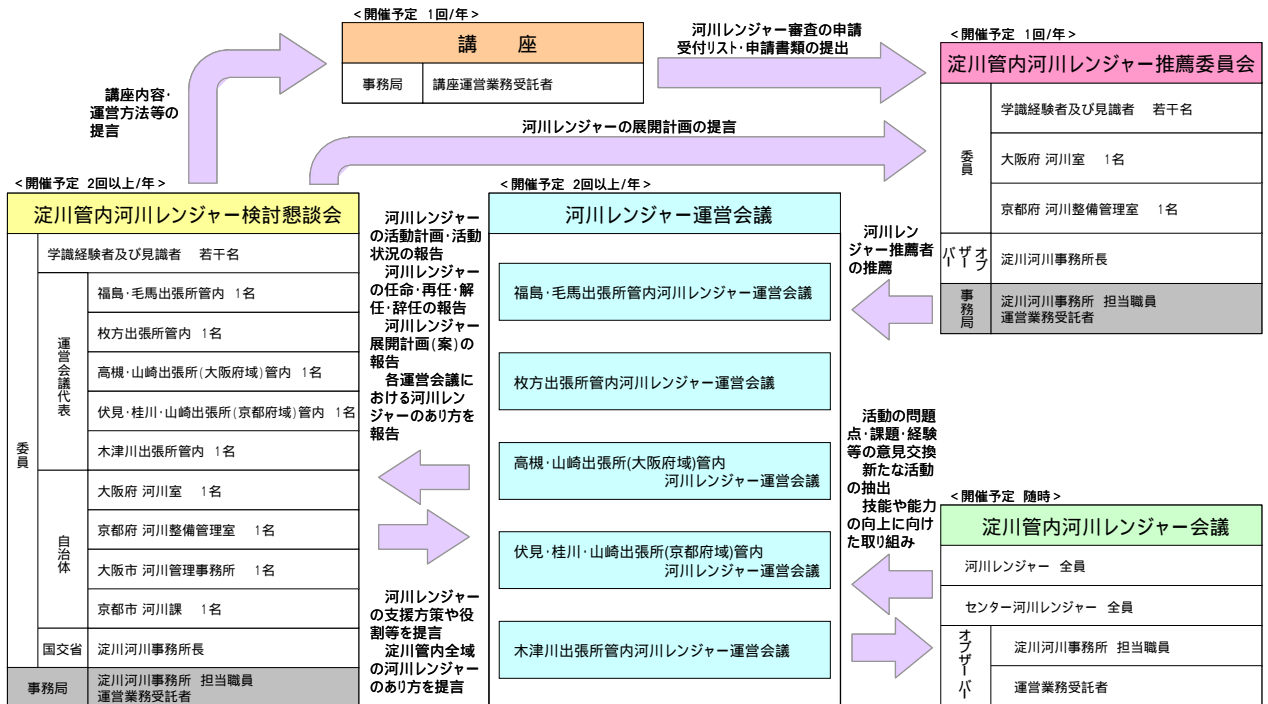 <開催予定 1回/年>
講 座
事務局 講座運営業務受託者
講座内容･
運営方法等の
提言
河川レンジャー審査の申請
受付リスト･申請書類の提出
河川レンジャーの展開計画の提言
<開催予定 1回/年>
淀川管内河川レンジャー推薦委員会
委員
学識経験者及び見識者 若干名
大阪府 河川室 1名
京都府 河川整備管理室 1名
オブザーバー
淀川河川事務所長
事務局
淀川河川事務所 担当職員
運営業務受託者
<開催予定 2回以上/年>
淀川管内河川レンジャー検討懇談会
委員
学識経験者及び見識者 若干名
運営会議代表
福島･毛馬出張所管内 1名
枚方出張所管内 1名
高槻･山崎出張所(大阪府域)管内 1名
伏見･桂川･山崎出張所(京都府域)管内 1名
木津川出張所管内 1名
自治体
大阪府 河川室 1名
京都府 河川整備管理室 1名
大阪市 河川管理事務所 1名
京都市 河川課 1名
国交省 淀川河川事務所長
事務局
淀川河川事務所 担当職員
運営業務受託者
河川レンジャー
の活動計画･活動
状況の報告
河川レンジャー
の任命･再任･解
任･辞任の報告
河川レンジャー
展開計画(案)の
報告
各運営会議に
おける河川レン
ジャーのあり方を
報告
河川レンジャー
の支援方策や役
割等を提言
淀川管内全域
の河川レンジャー
のあり方を提言
<開催予定 2回以上/年>
河川レンジャー運営会議
福島･毛馬出張所管内河川レンジャー運営会議
枚方出張所管内河川レンジャー運営会議
高槻･山崎出張所(大阪府域)管内
河川レンジャー運営会議
伏見･桂川･山崎出張所(京都府域)管内
河川レンジャー運営会議
木津川出張所管内河川レンジャー運営会議
河川レン
ジャー推薦者
の推薦
活動の問題
点･課題･経験
等の意見交換
新たな活動
の抽出
技能や能力
の向上に向け
た取り組み
<開催予定 随時>
淀川管内河川レンジャー会議
河川レンジャー 全員
センター河川レンジャー 全員
オブザーバー
淀川河川事務所 担当職員
運営業務受託者